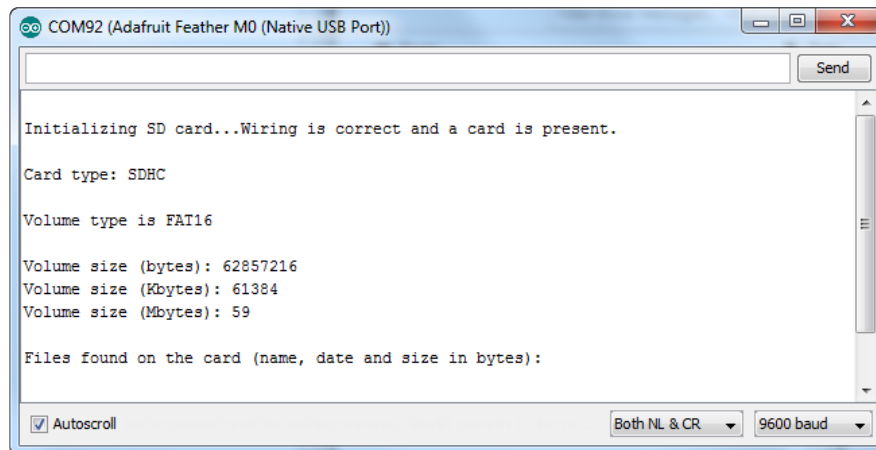 COM92 (Adafruit Feather M0 (Native USB Port))
Send
Initializing SD card...Wiring is correct and a card is present.
Card type: SDHC
Volume type is FAT16
Volume size (bytes): 62857216
Volume size (Kbytes): 61384
Volume size (Mbytes): 59
Files found on the card (name, date and size in bytes):
Autoscroll
Both NL & CR
9600 baud